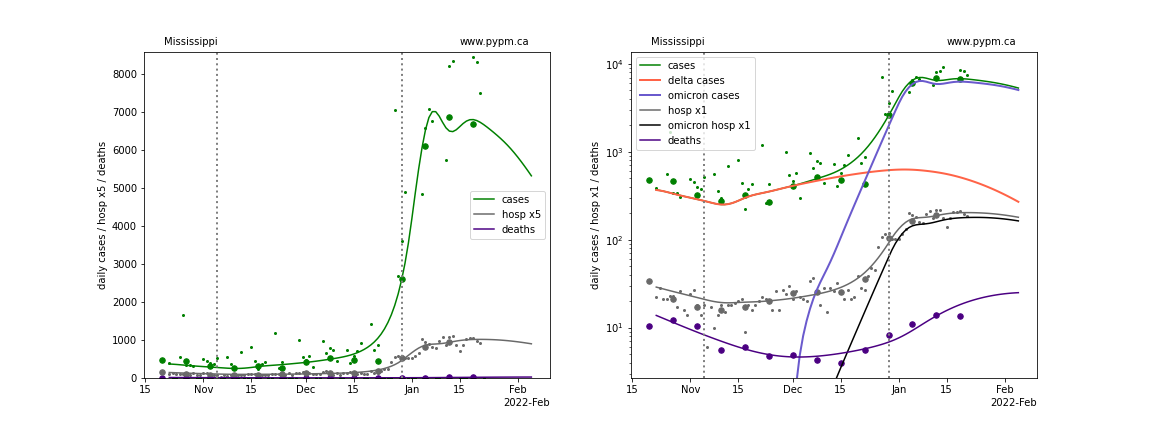 Mississippi
www.pypm.ca
daily cases / hosp x5 / deaths
8000
7000
6000
5000
4000
3000
2000
1000
0
cases
hosp x5
deaths
15
Nov
15
Dec
15
Jan
15
Feb
2022-Feb
Mississippi
www.pypm.ca
daily cases / hosp x1 / deaths
10^4
10^3
10^2
10^1
cases
delta cases
omicron cases
hosp x1
omicron hosp x1
deaths
15
Nov
15
Dec
15
Jan
15
Feb
2022-Feb